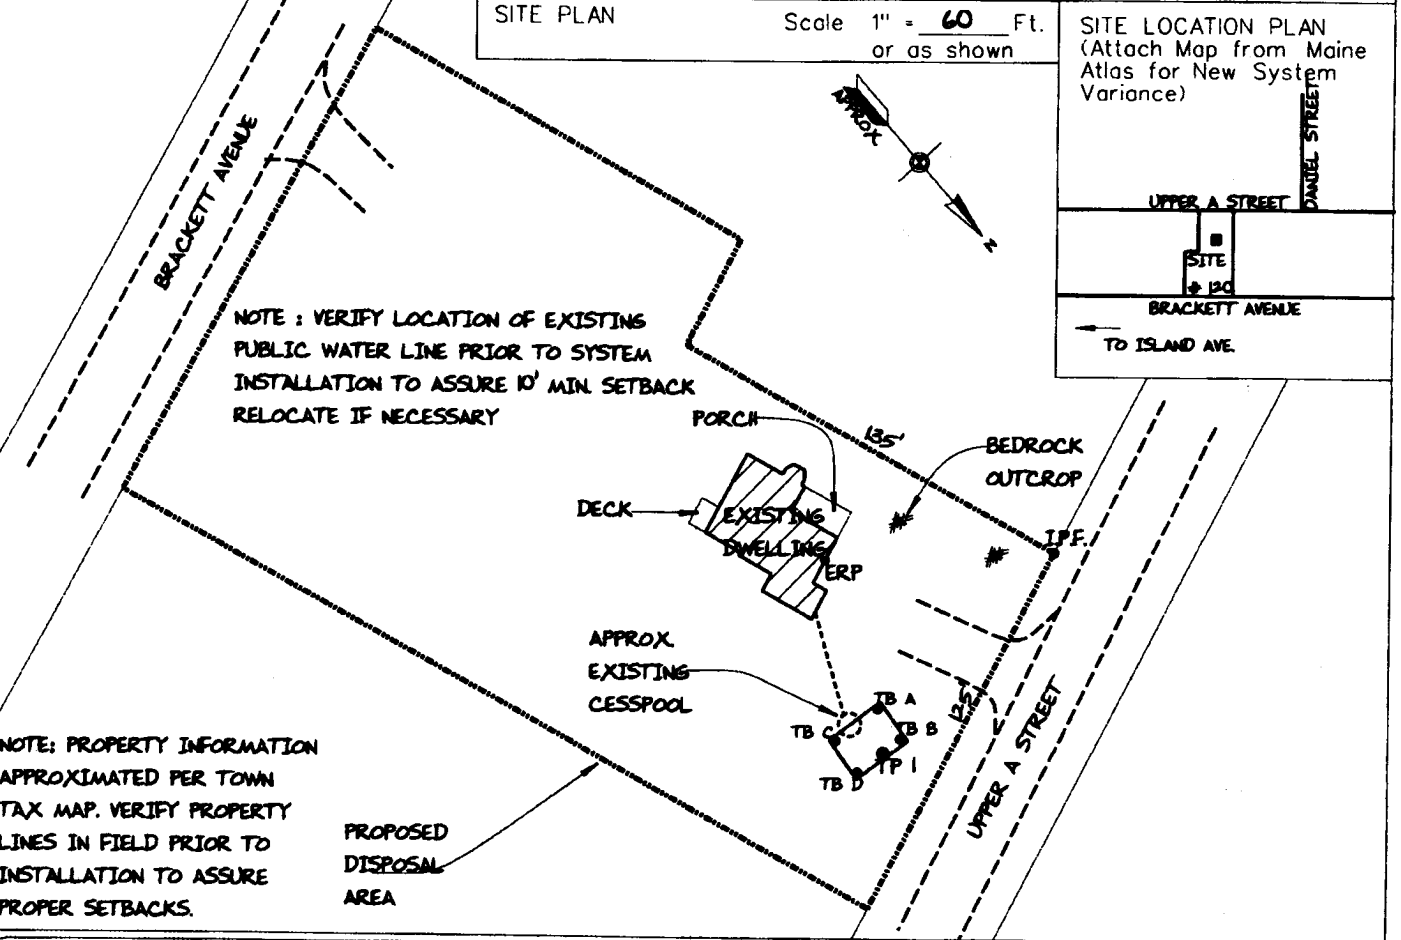 SITE PLAN
Scale 1" = 60 Ft.
or as shown
SITE LOCATION PLAN
(Attach Map from Maine
Atlas for New System
Variance)
DANIEL STREET
UPPER A STREET
SITE
# 120
BRACKETT AVENUE
TO ISLAND AVE.
APPROX
N
BRACKETT AVENUE
NOTE : VERIFY LOCATION OF EXISTING
PUBLIC WATER LINE PRIOR TO SYSTEM
INSTALLATION TO ASSURE 10' MIN. SETBACK
RELOCATE IF NECESSARY
PORCH
135'
BEDROCK
OUTCROP
DECK
EXISTING
DWELLING
ERP
I.P.F.
APPROX.
EXISTING
CESSPOOL
TB A
TB B
TB C
TP 1
TB D
125'
UPPER A STREET
NOTE: PROPERTY INFORMATION
APPROXIMATED PER TOWN
TAX MAP. VERIFY PROPERTY
LINES IN FIELD PRIOR TO
INSTALLATION TO ASSURE
PROPER SETBACKS.
PROPOSED
DISPOSAL
AREA